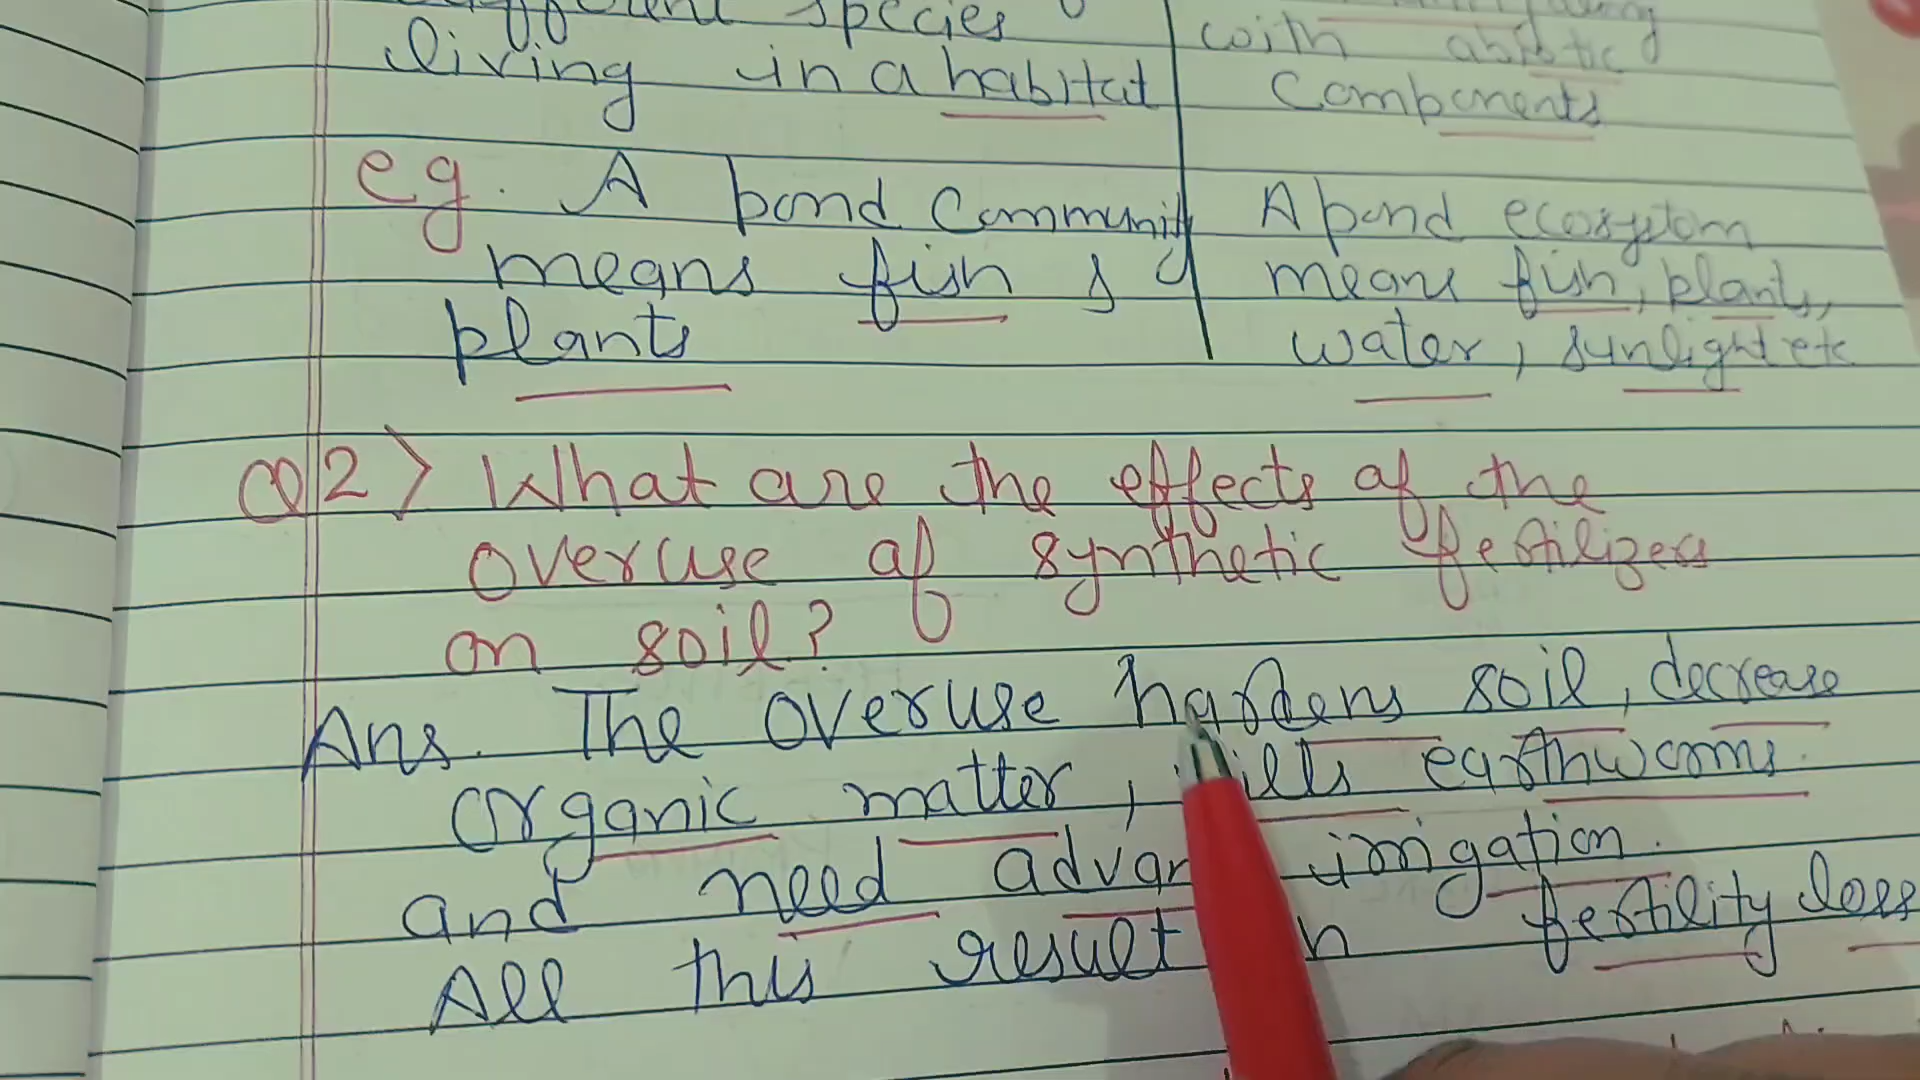 different species
living in a habitat
eg. A pond Community
means fish &
plants
with abiotic
Components
A pond ecosystem
means fish, plants,
water, sunlight etc
Q2> What are the effects of the
overuse of synthetic fertilizers
on soil?
Ans. The overuse hardens soil, decrease
organic matter, kills earthworms.
and need irrigation.
All this result in fertility loss